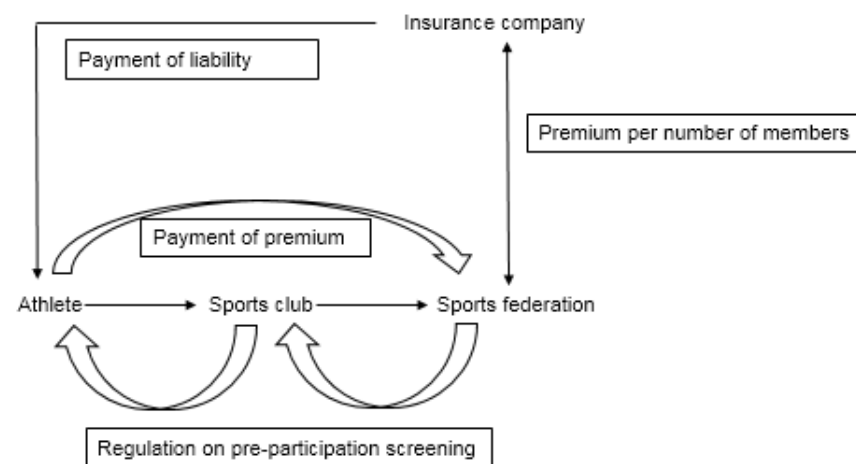 Insurance company
Payment of liability
Premium per number of members
Payment of premium
Athlete
Sports club
Sports federation
Regulation on pre-participation screening